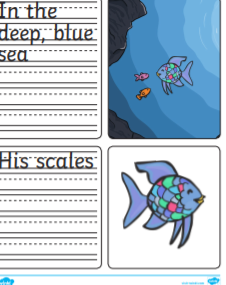 In the
deep, blue
sea
His scales